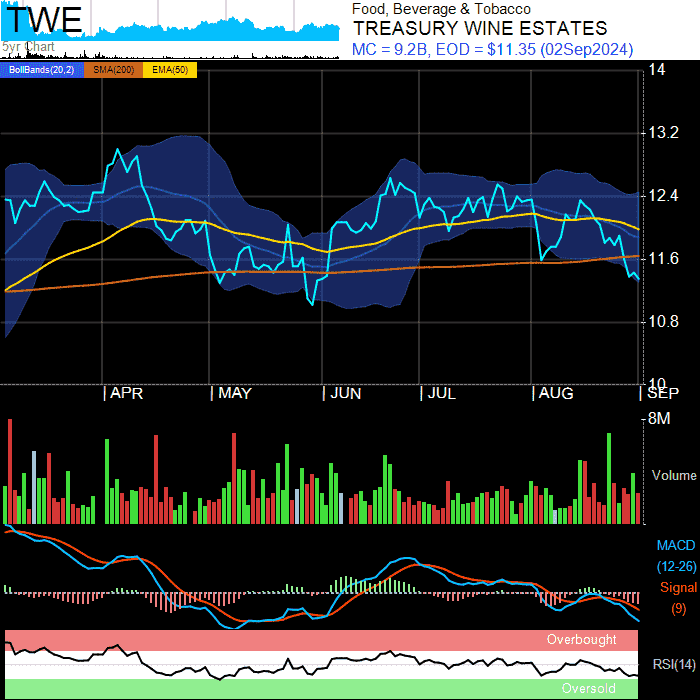 TWE
5yr Chart
Food, Beverage & Tobacco
TREASURY WINE ESTATES
MC = 9.2B, EOD = $11.35 (02Sep2024)
BollBands(20,2) SMA(200) EMA(50)
14
13.2
12.4
11.6
10.8
10
APR MAY JUN JUL AUG SEP
8M
Volume
MACD
(12-26)
Signal
(9)
Overbought
RSI(14)
Oversold